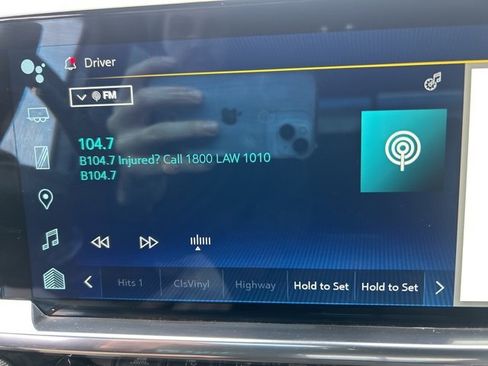 Driver
FM
104.7
B104.7 Injured? Call 1800 LAW 1010
B104.7
Hits 1 ClsVinyl Highway Hold to Set Hold to Set